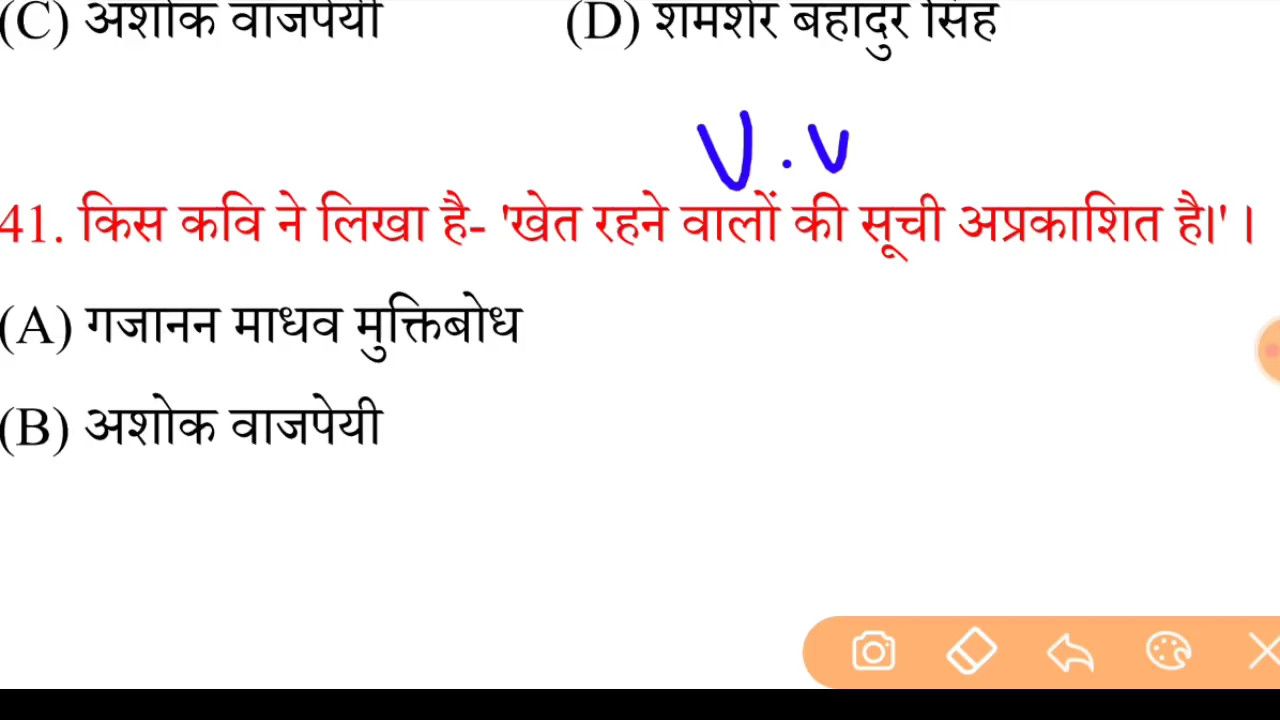 (C) अशोक वाजपेयी (D) शमशेर बहादुर सिंह
V.V
41. किस कवि ने लिखा है- 'खेत रहने वालों की सूची अप्रकाशित है।' ।
(A) गजानन माधव मुक्तिबोध
(B) अशोक वाजपेयी